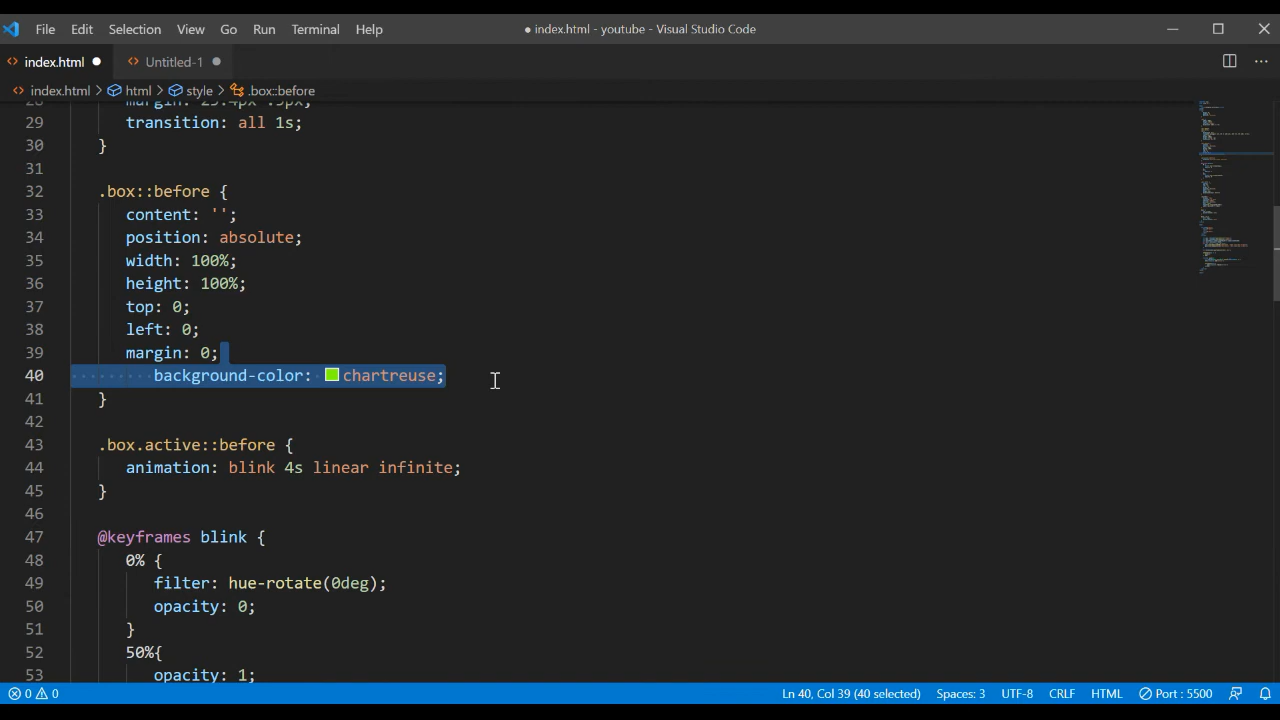 File Edit Selection View Go Run Terminal Help
● index.html - youtube - Visual Studio Code
index.html ● Untitled-1 ●
index.html > html > style > .box::before
28 margin: 25.4px .5px;
29 transition: all 1s;
30 }
31
32 .box::before {
33 content: '';
34 position: absolute;
35 width: 100%;
36 height: 100%;
37 top: 0;
38 left: 0;
39 margin: 0;
40 background-color: chartreuse;
41 }
42
43 .box.active::before {
44 animation: blink 4s linear infinite;
45 }
46
47 @keyframes blink {
48 0% {
49 filter: hue-rotate(0deg);
50 opacity: 0;
51 }
52 50%{
53 opacity: 1;
0 0 Ln 40, Col 39 (40 selected) Spaces: 3 UTF-8 CRLF HTML Port : 5500